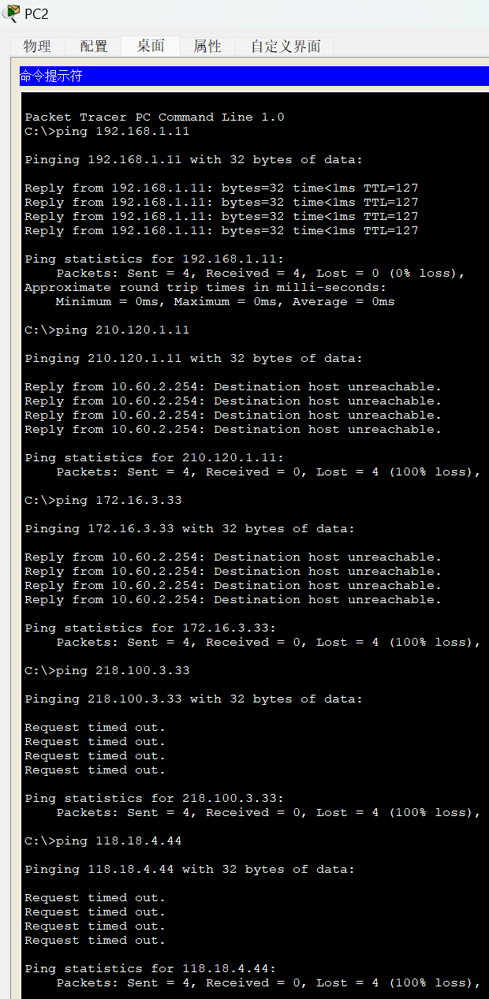 PC2
物理 配置 桌面 属性 自定义界面
命令提示符
Packet Tracer PC Command Line 1.0
C:\>ping 192.168.1.11
Pinging 192.168.1.11 with 32 bytes of data:
Reply from 192.168.1.11: bytes=32 time<1ms TTL=127
Reply from 192.168.1.11: bytes=32 time<1ms TTL=127
Reply from 192.168.1.11: bytes=32 time<1ms TTL=127
Reply from 192.168.1.11: bytes=32 time<1ms TTL=127
Ping statistics for 192.168.1.11:
Packets: Sent = 4, Received = 4, Lost = 0 (0% loss),
Approximate round trip times in milli-seconds:
Minimum = 0ms, Maximum = 0ms, Average = 0ms
C:\>ping 210.120.1.11
Pinging 210.120.1.11 with 32 bytes of data:
Reply from 10.60.2.254: Destination host unreachable.
Reply from 10.60.2.254: Destination host unreachable.
Reply from 10.60.2.254: Destination host unreachable.
Reply from 10.60.2.254: Destination host unreachable.
Ping statistics for 210.120.1.11:
Packets: Sent = 4, Received = 0, Lost = 4 (100% loss),
C:\>ping 172.16.3.33
Pinging 172.16.3.33 with 32 bytes of data:
Reply from 10.60.2.254: Destination host unreachable.
Reply from 10.60.2.254: Destination host unreachable.
Reply from 10.60.2.254: Destination host unreachable.
Reply from 10.60.2.254: Destination host unreachable.
Ping statistics for 172.16.3.33:
Packets: Sent = 4, Received = 0, Lost = 4 (100% loss),
C:\>ping 218.100.3.33
Pinging 218.100.3.33 with 32 bytes of data:
Request timed out.
Request timed out.
Request timed out.
Request timed out.
Ping statistics for 218.100.3.33:
Packets: Sent = 4, Received = 0, Lost = 4 (100% loss),
C:\>ping 118.18.4.44
Pinging 118.18.4.44 with 32 bytes of data:
Request timed out.
Request timed out.
Request timed out.
Request timed out.
Ping statistics for 118.18.4.44:
Packets: Sent = 4, Received = 0, Lost = 4 (100% loss),